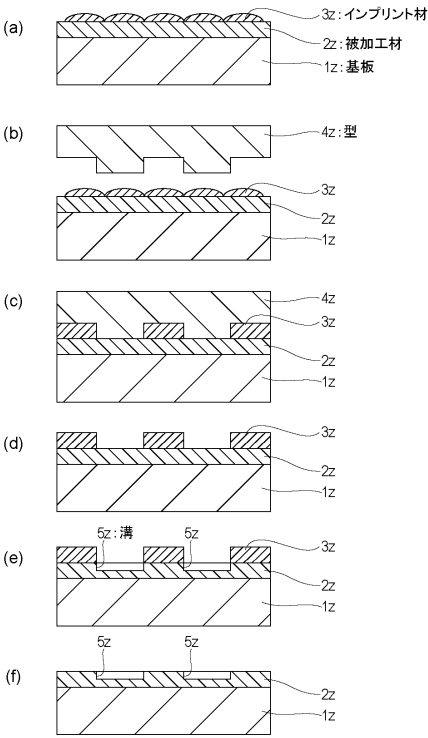 (a)
3z:インプリント材
2z:被加工材
1z:基板
(b)
4z:型
3z
2z
1z
(c)
4z
3z
2z
1z
(d)
3z
2z
1z
(e)
5z:溝 5z
3z
2z
1z
(f)
5z 5z
2z
1z